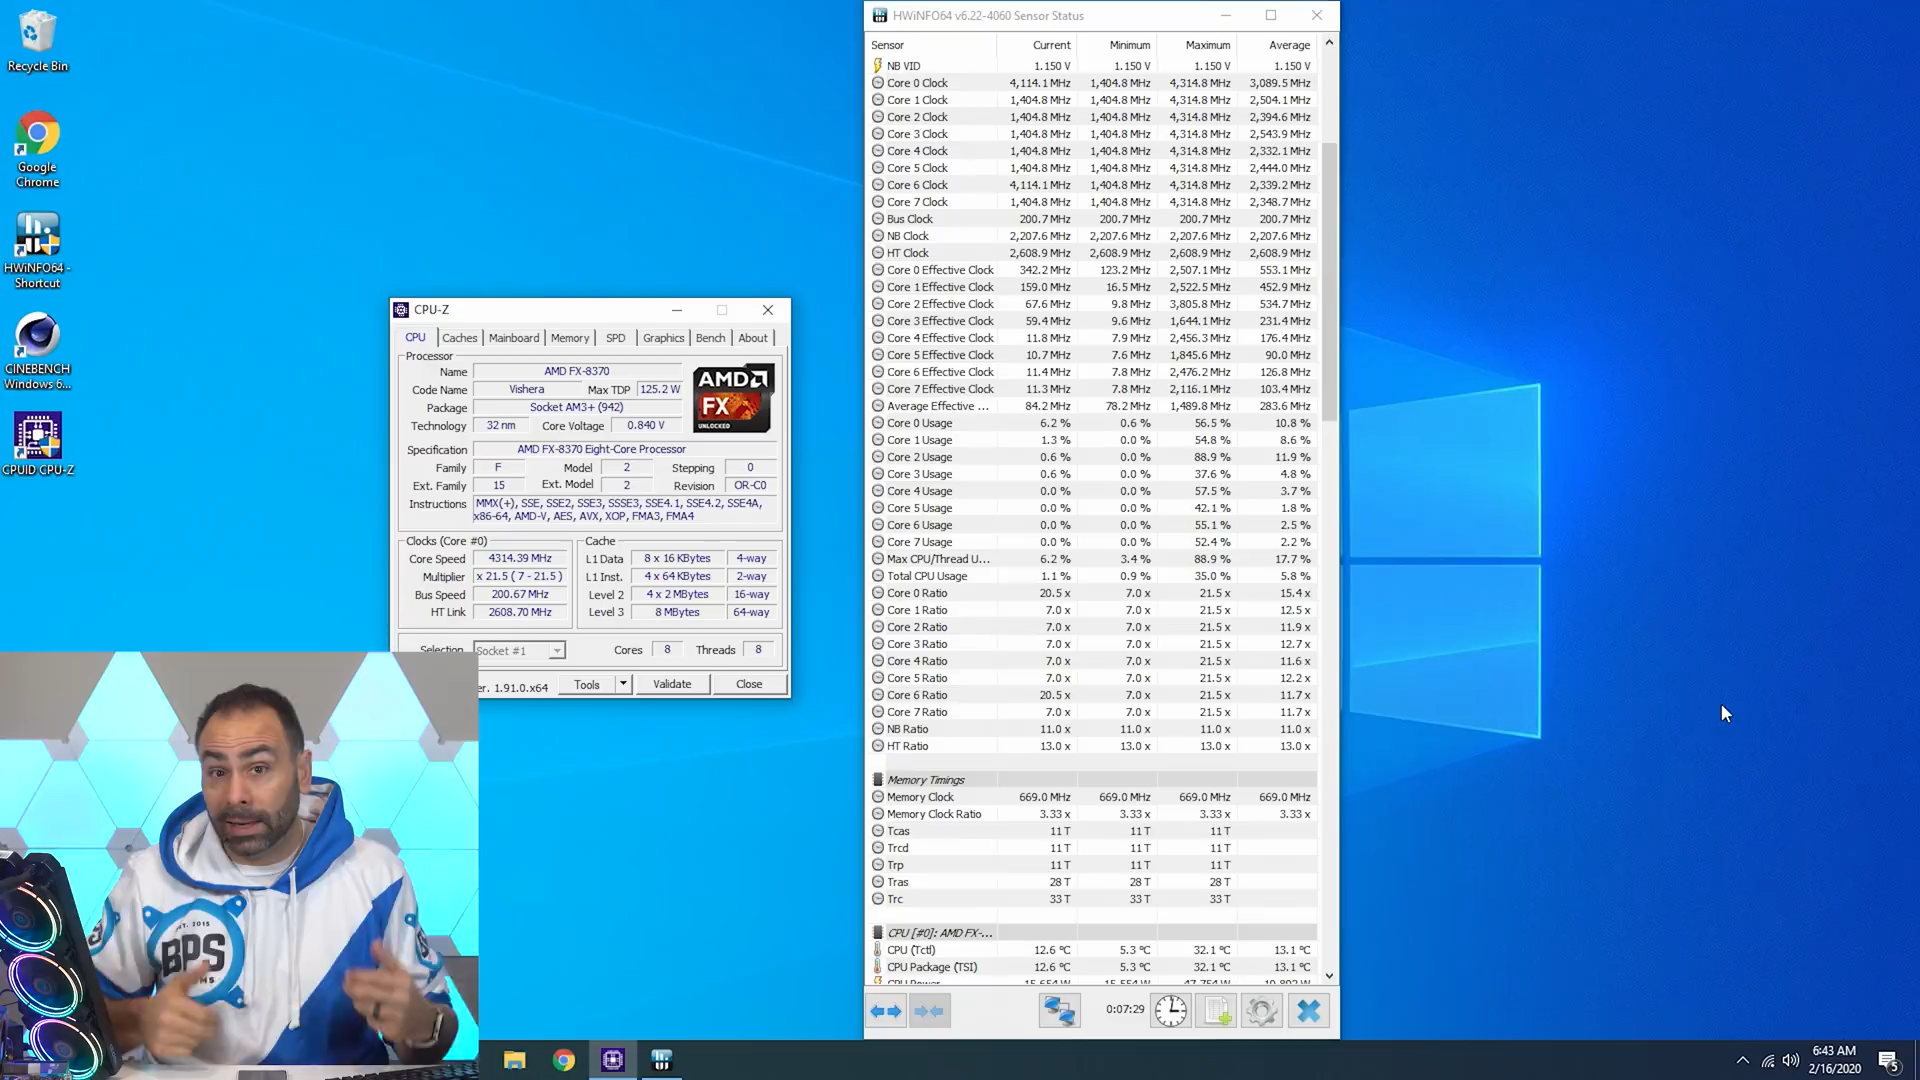 Recycle Bin
Google
Chrome
HWiNFO64 -
Shortcut
CINEBENCH
Windows 6...
CPUID CPU-Z
CPU-Z
CPU Caches Mainboard Memory SPD Graphics Bench About
Processor
Name AMD FX-8370
Code Name Vishera Max TDP 125.2 W
Package Socket AM3+ (942)
Technology 32 nm Core Voltage 0.840 V
AMD
FX
UNLOCKED
Specification AMD FX-8370 Eight-Core Processor
Family F Model 2 Stepping 0
Ext. Family 15 Ext. Model 2 Revision OR-C0
Instructions MMX(+), SSE, SSE2, SSE3, SSSE3, SSE4.1, SSE4.2, SSE4A,
x86-64, AMD-V, AES, AVX, XOP, FMA3, FMA4
Clocks (Core #0) Cache
Core Speed 4314.39 MHz L1 Data 8 x 16 KBytes 4-way
Multiplier x 21.5 ( 7 - 21.5 ) L1 Inst. 4 x 64 KBytes 2-way
Bus Speed 200.67 MHz Level 2 4 x 2 MBytes 16-way
HT Link 2608.70 MHz Level 3 8 MBytes 64-way
Selection Socket #1 Cores 8 Threads 8
er. 1.91.0.x64 Tools Validate Close
HWiNFO64 v6.22-4060 Sensor Status
Sensor Current Minimum Maximum Average
NB VID 1.150 V 1.150 V 1.150 V 1.150 V
Core 0 Clock 4,114.1 MHz 1,404.8 MHz 4,314.8 MHz 3,089.5 MHz
Core 1 Clock 1,404.8 MHz 1,404.8 MHz 4,314.8 MHz 2,504.1 MHz
Core 2 Clock 1,404.8 MHz 1,404.8 MHz 4,314.8 MHz 2,394.6 MHz
Core 3 Clock 1,404.8 MHz 1,404.8 MHz 4,314.8 MHz 2,543.9 MHz
Core 4 Clock 1,404.8 MHz 1,404.8 MHz 4,314.8 MHz 2,332.1 MHz
Core 5 Clock 1,404.8 MHz 1,404.8 MHz 4,314.8 MHz 2,444.0 MHz
Core 6 Clock 4,114.1 MHz 1,404.8 MHz 4,314.8 MHz 2,339.2 MHz
Core 7 Clock 1,404.8 MHz 1,404.8 MHz 4,314.8 MHz 2,348.7 MHz
Bus Clock 200.7 MHz 200.7 MHz 200.7 MHz 200.7 MHz
NB Clock 2,207.6 MHz 2,207.6 MHz 2,207.6 MHz 2,207.6 MHz
HT Clock 2,608.9 MHz 2,608.9 MHz 2,608.9 MHz 2,608.9 MHz
Core 0 Effective Clock 342.2 MHz 123.2 MHz 2,507.1 MHz 553.1 MHz
Core 1 Effective Clock 159.0 MHz 16.5 MHz 2,522.5 MHz 452.9 MHz
Core 2 Effective Clock 67.6 MHz 9.8 MHz 3,805.8 MHz 534.7 MHz
Core 3 Effective Clock 59.4 MHz 9.6 MHz 1,644.1 MHz 231.4 MHz
Core 4 Effective Clock 11.8 MHz 7.9 MHz 2,456.3 MHz 176.4 MHz
Core 5 Effective Clock 10.7 MHz 7.6 MHz 1,845.6 MHz 90.0 MHz
Core 6 Effective Clock 11.4 MHz 7.8 MHz 2,476.2 MHz 126.8 MHz
Core 7 Effective Clock 11.3 MHz 7.8 MHz 2,116.1 MHz 103.4 MHz
Average Effective ... 84.2 MHz 78.2 MHz 1,489.8 MHz 283.6 MHz
Core 0 Usage 6.2 % 0.6 % 56.5 % 10.8 %
Core 1 Usage 1.3 % 0.0 % 54.8 % 8.6 %
Core 2 Usage 0.6 % 0.0 % 88.9 % 11.9 %
Core 3 Usage 0.6 % 0.0 % 37.6 % 4.8 %
Core 4 Usage 0.0 % 0.0 % 57.5 % 3.7 %
Core 5 Usage 0.0 % 0.0 % 42.1 % 1.8 %
Core 6 Usage 0.0 % 0.0 % 55.1 % 2.5 %
Core 7 Usage 0.0 % 0.0 % 52.4 % 2.2 %
Max CPU/Thread U... 6.2 % 3.4 % 88.9 % 17.7 %
Total CPU Usage 1.1 % 0.9 % 35.0 % 5.8 %
Core 0 Ratio 20.5 x 7.0 x 21.5 x 15.4 x
Core 1 Ratio 7.0 x 7.0 x 21.5 x 12.5 x
Core 2 Ratio 7.0 x 7.0 x 21.5 x 11.9 x
Core 3 Ratio 7.0 x 7.0 x 21.5 x 12.7 x
Core 4 Ratio 7.0 x 7.0 x 21.5 x 11.6 x
Core 5 Ratio 7.0 x 7.0 x 21.5 x 12.2 x
Core 6 Ratio 20.5 x 7.0 x 21.5 x 11.7 x
Core 7 Ratio 7.0 x 7.0 x 21.5 x 11.7 x
NB Ratio 11.0 x 11.0 x 11.0 x 11.0 x
HT Ratio 13.0 x 13.0 x 13.0 x 13.0 x
Memory Timings
Memory Clock 669.0 MHz 669.0 MHz 669.0 MHz 669.0 MHz
Memory Clock Ratio 3.33 x 3.33 x 3.33 x 3.33 x
Tcas 11 T 11 T 11 T
Trcd 11 T 11 T 11 T
Trp 11 T 11 T 11 T
Tras 28 T 28 T 28 T
Trc 33 T 33 T 33 T
CPU [#0]: AMD FX-...
CPU (Tctl) 12.6 °C 5.3 °C 32.1 °C 13.1 °C
CPU Package (TSI) 12.6 °C 5.3 °C 32.1 °C 13.1 °C
0:07:29
EST. 2015
BPS
6:43 AM
2/16/2020
5